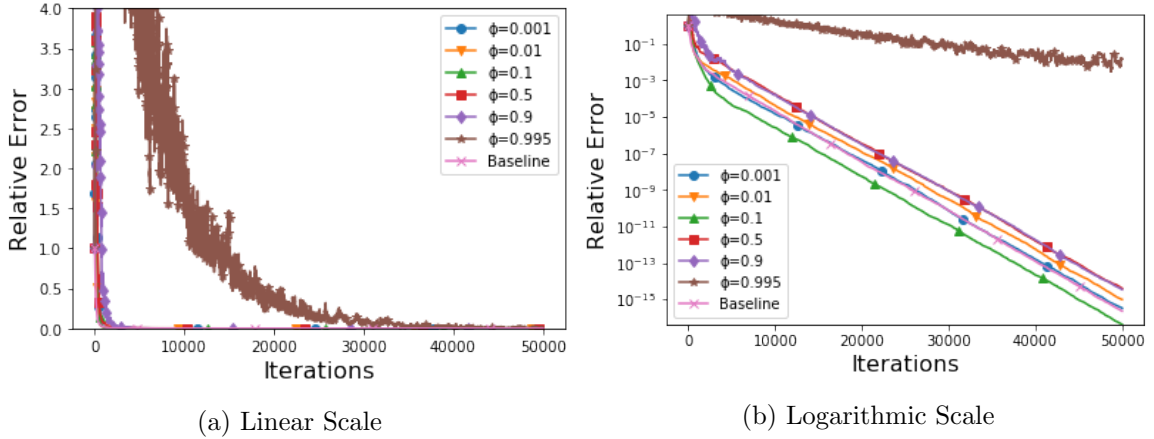 4.0
3.5
3.0
2.5
2.0
1.5
1.0
0.5
0.0
Relative Error
0
10000
20000
30000
40000
50000
Iterations
ϕ=0.001
ϕ=0.01
ϕ=0.1
ϕ=0.5
ϕ=0.9
ϕ=0.995
Baseline
(a) Linear Scale
10⁻¹
10⁻³
10⁻⁵
10⁻⁷
10⁻⁹
10⁻¹¹
10⁻¹³
10⁻¹⁵
Relative Error
ϕ=0.001
ϕ=0.01
ϕ=0.1
ϕ=0.5
ϕ=0.9
ϕ=0.995
Baseline
0
10000
20000
30000
40000
50000
Iterations
(b) Logarithmic Scale